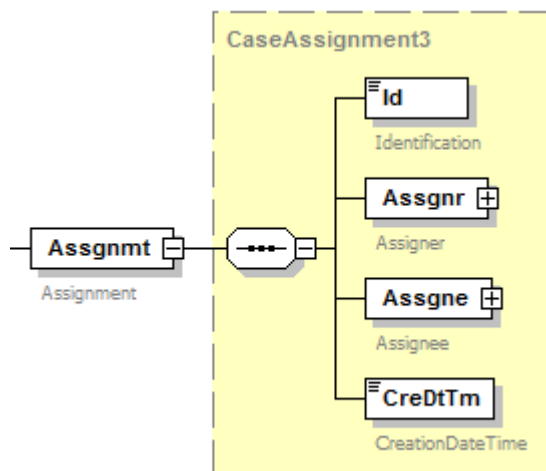 CaseAssignment3
Id
Identification
Assgnr
Assigner
Assgnmt
Assignment
Assgne
Assignee
CreDtTm
CreationDateTime